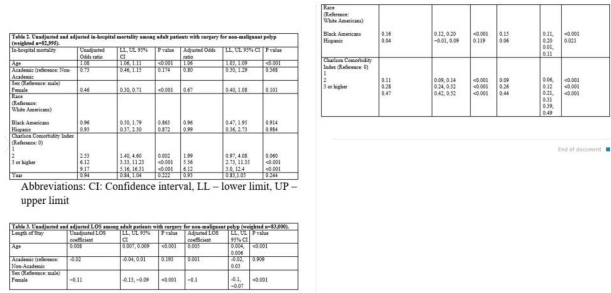 Table 2. Unadjusted and adjusted in-hospital mortality among adult patients with surgery for non-malignant polyp (weighted n=82,995).
In-hospital mortality Unadjusted Odds ratio LL, UL 95% CI P value Adjusted Odds ratio LL, UL 95% CI P value
Age 1.08 1.06, 1.11 <0.001 1.06 1.03, 1.09 <0.001
Academic (reference: Non-Academic 0.73 0.46, 1.15 0.174 0.80 0.50, 1.29 0.368
Sex (Reference: male)
Female 0.46 0.30, 0.71 <0.001 0.67 0.40, 1.08 0.101
Race
(Reference:
White Americans)
Black Americans 0.96 0.50, 1.79 0.863 0.96 0.47, 1.95 0.914
Hispanic 0.93 0.37, 2.30 0.872 0.99 0.36, 2.73 0.984
Charlson Comorbidity Index
(Reference: 0)
1
2 2.53 1.40, 4.60 0.002 1.99 0.97, 4.08 0.060
3 or higher 6.12 3.33, 11.23 <0.001 5.56 2.73, 11.33 <0.001
9.17 5.16, 16.31 <0.001 6.12 3.0, 12.4 <0.001
Year 0.94 0.84, 1.04 0.222 0.93 0.83, 1.05 0.244
Abbreviations: CI: Confidence interval, LL – lower limit, UP –
upper limit
Table 3. Unadjusted and adjusted LOS among adult patients with surgery for non-malignant polyp (weighted n=83,000).
Length of Stay Unadjusted LOS coefficient LL, UL 95% CI P value Adjusted LOS coefficient LL, UL 95% CI P value
Age 0.008 0.007, 0.009 <0.001 0.005 0.004, 0.006 <0.001
Academic (reference: Non-Academic -0.02 -0.04, 0.01 0.193 0.001 -0.02, 0.03 0.909
Sex (Reference: male)
Female -0.11 -0.13, -0.09 <0.001 -0.1 -0.1, -0.07 <0.001
Race
(Reference:
White Americans)
Black Americans 0.16 0.12, 0.20 <0.001 0.15 0.11, 0.20 <0.001
Hispanic 0.04 -0.01, 0.09 0.119 0.06 0.01, 0.11 0.021
Charlson Comorbidity
Index (Reference: 0)
1
2 0.11 0.09, 0.14 <0.001 0.09 0.06, 0.12 <0.001
3 or higher 0.28 0.24, 0.32 <0.001 0.26 0.21, 0.31 <0.001
0.47 0.42, 0.52 <0.001 0.44 0.39, 0.49 <0.001
End of document